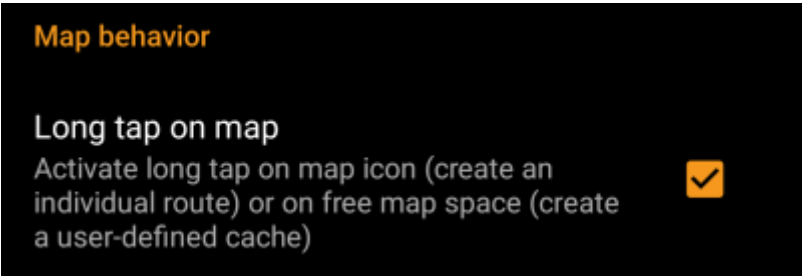 Map behavior
Long tap on map
Activate long tap on map icon (create an
individual route) or on free map space (create
a user-defined cache)